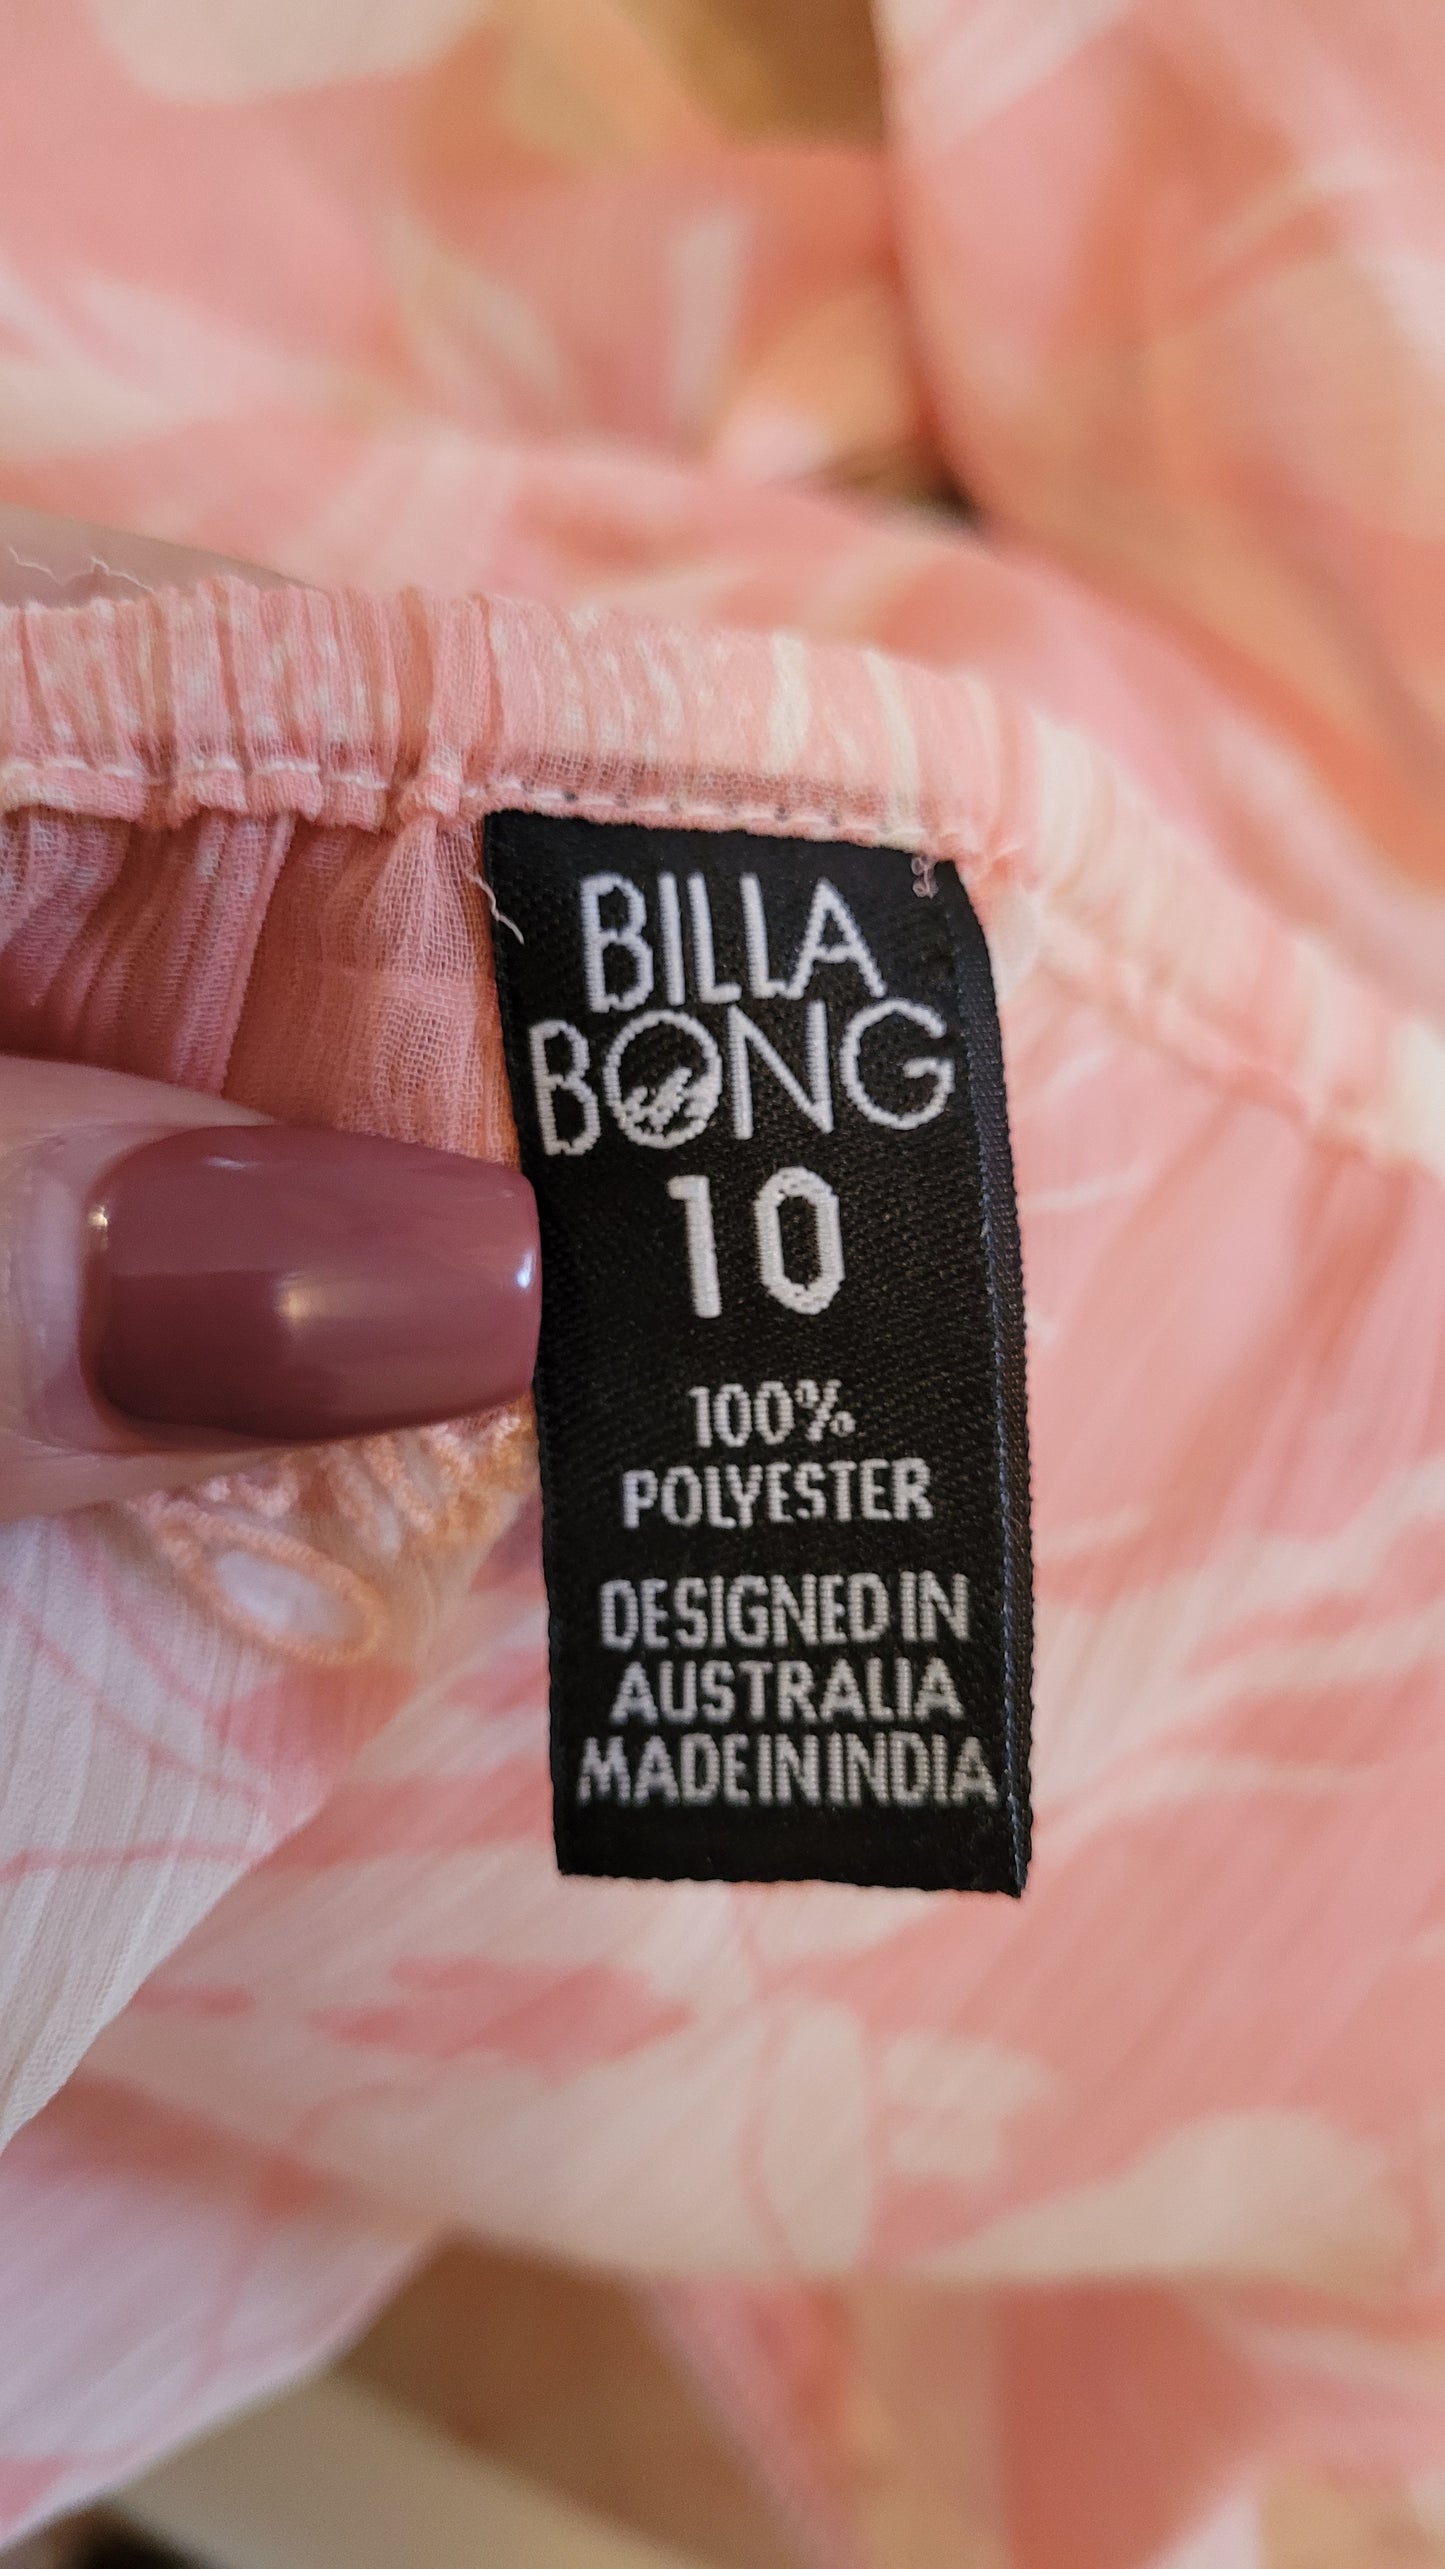 BILLA
BONG
10
100%
POLYESTER
DESIGNED IN
AUSTRALIA
MADE IN INDIA